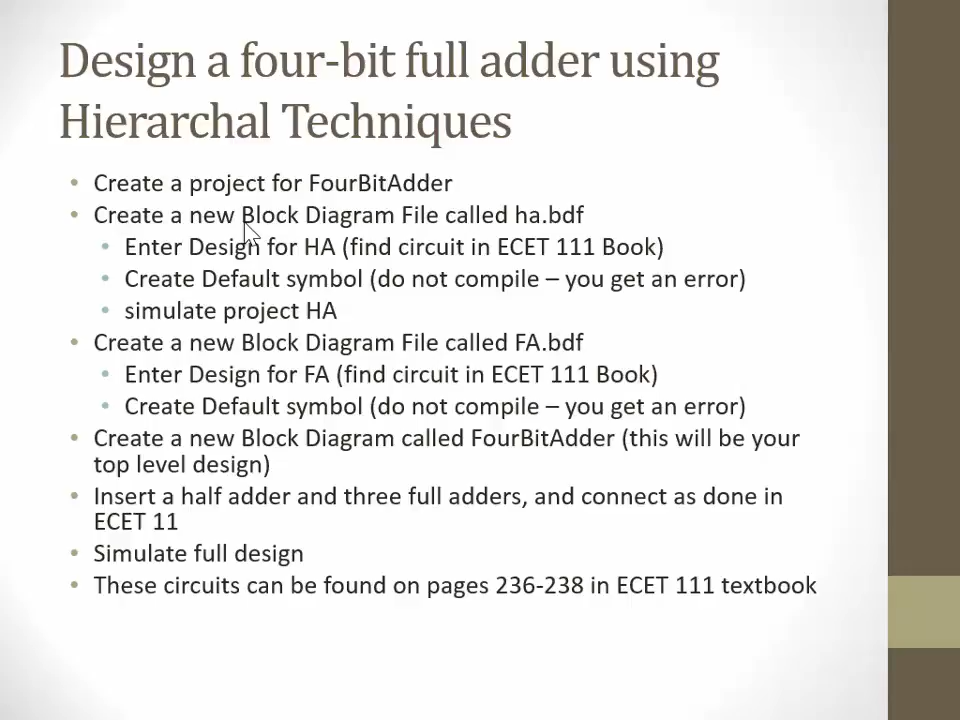 Design a four-bit full adder using
Hierarchal Techniques
• Create a project for FourBitAdder
• Create a new Block Diagram File called ha.bdf
• Enter Design for HA (find circuit in ECET 111 Book)
• Create Default symbol (do not compile – you get an error)
• simulate project HA
• Create a new Block Diagram File called FA.bdf
• Enter Design for FA (find circuit in ECET 111 Book)
• Create Default symbol (do not compile – you get an error)
• Create a new Block Diagram called FourBitAdder (this will be your
top level design)
• Insert a half adder and three full adders, and connect as done in
ECET 11
• Simulate full design
• These circuits can be found on pages 236-238 in ECET 111 textbook